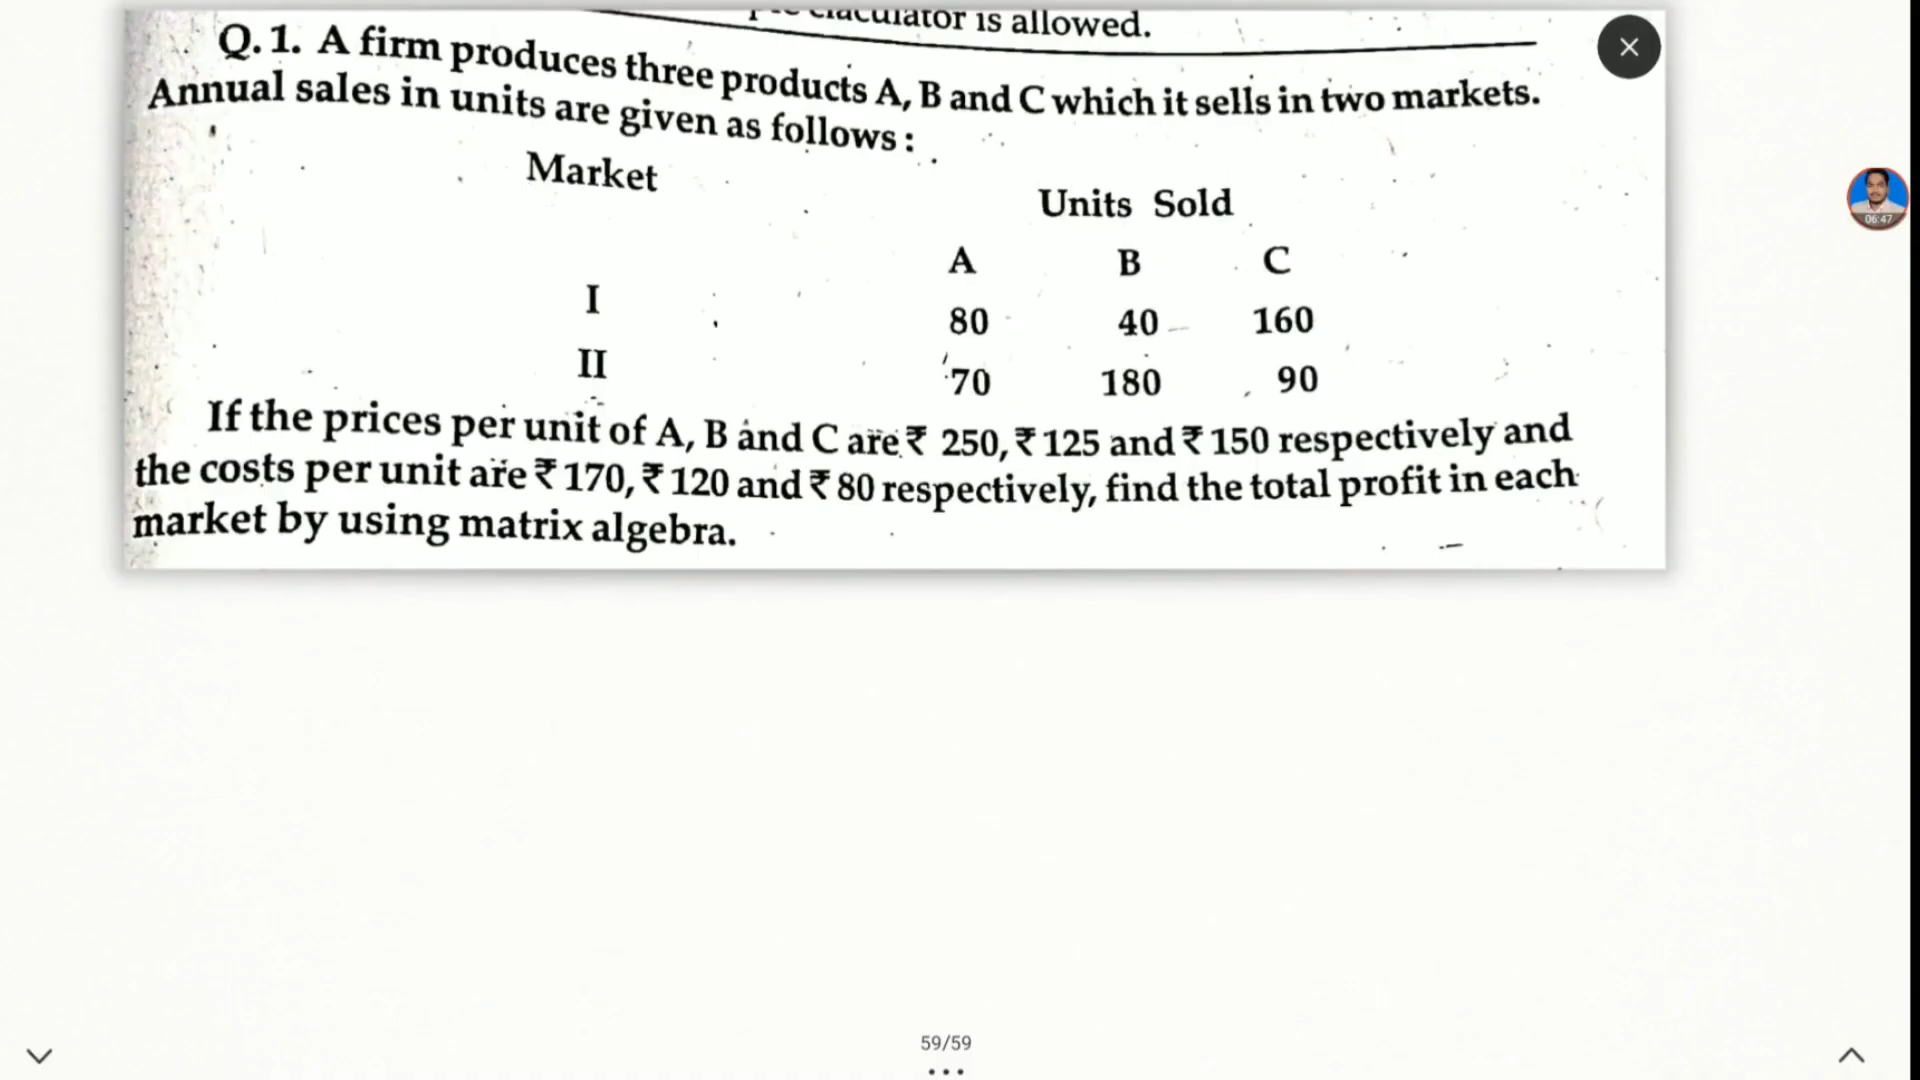 claculator is allowed.
Q. 1. A firm produces three products A, B and C which it sells in two markets.
Annual sales in units are given as follows :
Market
Units Sold
A B C
I 80 40 160
II 70 180 90
If the prices per unit of A, B and C are ₹ 250, ₹ 125 and ₹ 150 respectively and
the costs per unit are ₹ 170, ₹ 120 and ₹ 80 respectively, find the total profit in each
market by using matrix algebra.
06:47
59/59